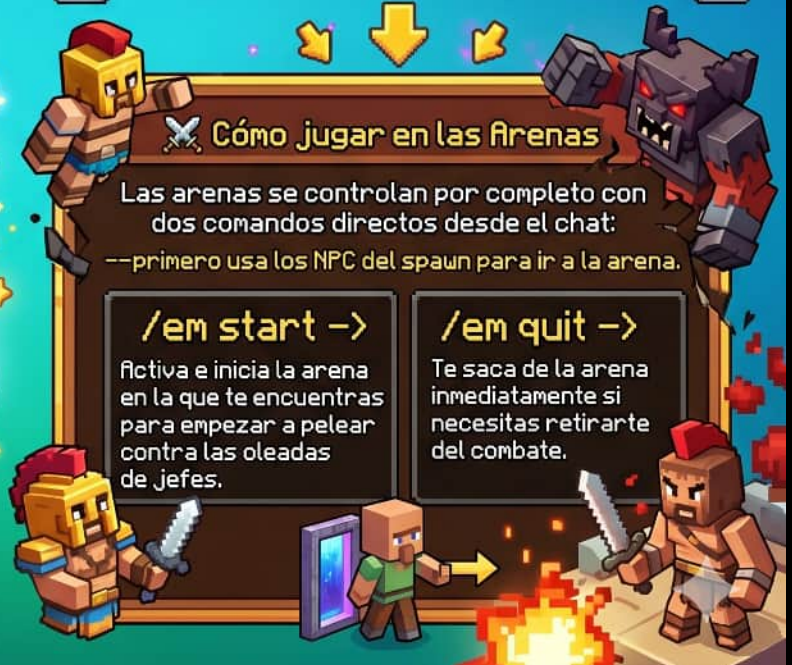 Cómo jugar en las Arenas
Las arenas se controlan por completo con
dos comandos directos desde el chat:
--primero usa los NPC del spawn para ir a la arena.
/em start ->
Activa e inicia la arena
en la que te encuentras
para empezar a pelear
contra las oleadas
de jefes.
/em quit ->
Te saca de la arena
inmediatamente si
necesitas retirarte
del combate.